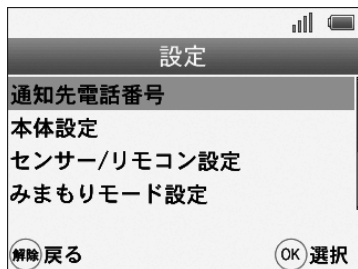 設定
通知先電話番号
本体設定
センサー/リモコン設定
みまもりモード設定
解除 戻る OK 選択